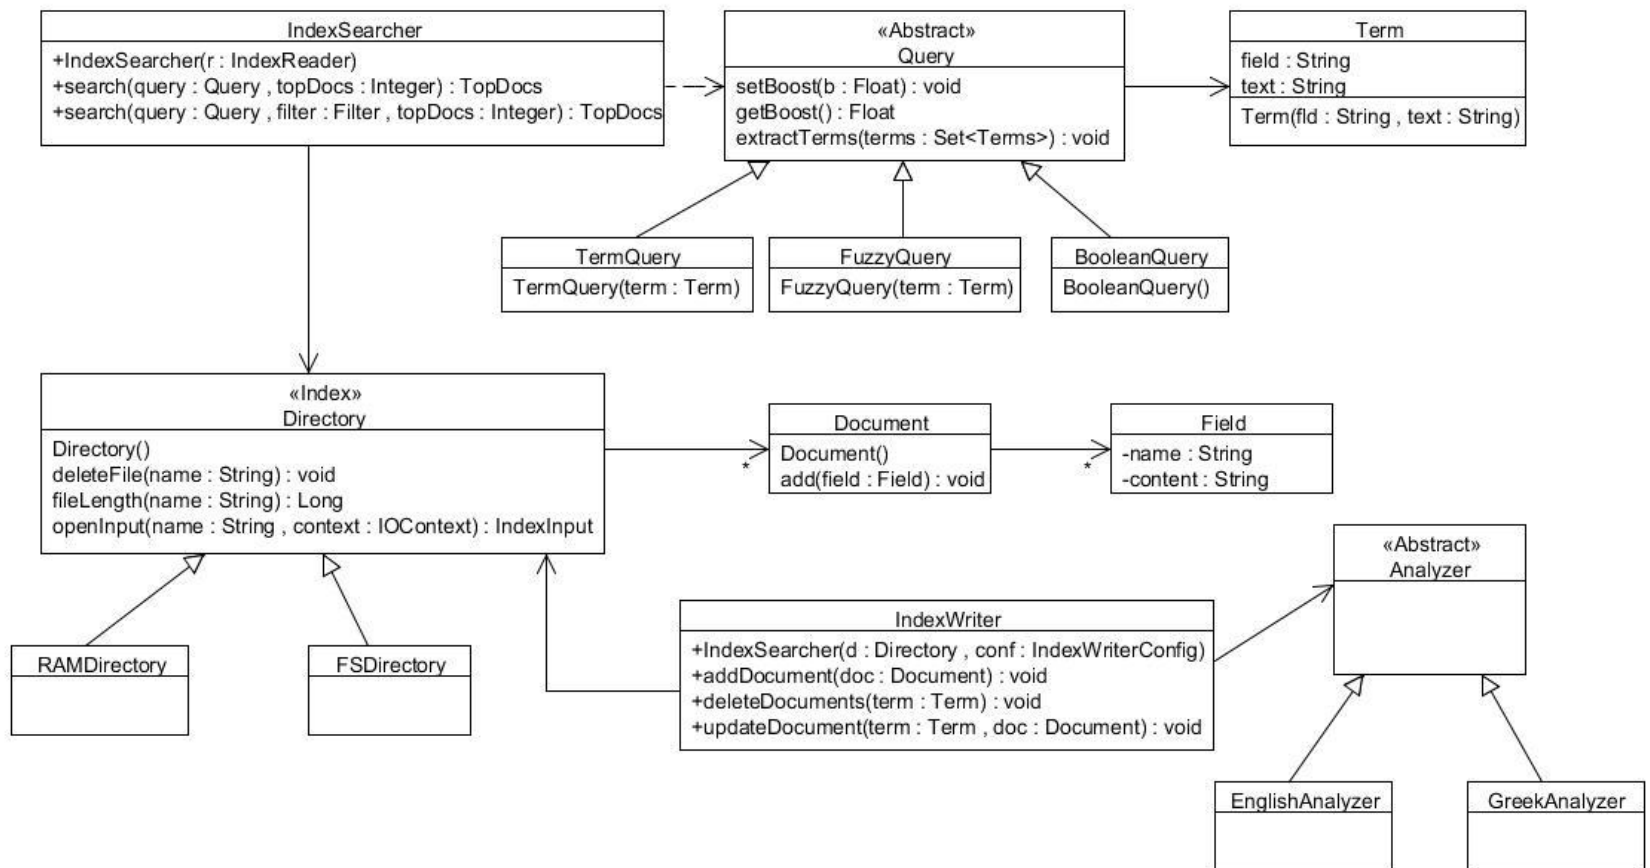 IndexSearcher
+IndexSearcher(r : IndexReader)
+search(query : Query , topDocs : Integer) : TopDocs
+search(query : Query , filter : Filter , topDocs : Integer) : TopDocs
«Abstract»
Query
setBoost(b : Float) : void
getBoost() : Float
extractTerms(terms : Set<Terms>) : void
Term
field : String
text : String
Term(fld : String , text : String)
TermQuery
TermQuery(term : Term)
FuzzyQuery
FuzzyQuery(term : Term)
BooleanQuery
BooleanQuery()
«Index»
Directory
Directory()
deleteFile(name : String) : void
fileLength(name : String) : Long
openInput(name : String , context : IOContext) : IndexInput
*
Document
Document()
add(field : Field) : void
*
Field
-name : String
-content : String
«Abstract»
Analyzer
IndexWriter
+IndexSearcher(d : Directory , conf : IndexWriterConfig)
+addDocument(doc : Document) : void
+deleteDocuments(term : Term) : void
+updateDocument(term : Term , doc : Document) : void
RAMDirectory
FSDirectory
EnglishAnalyzer
GreekAnalyzer